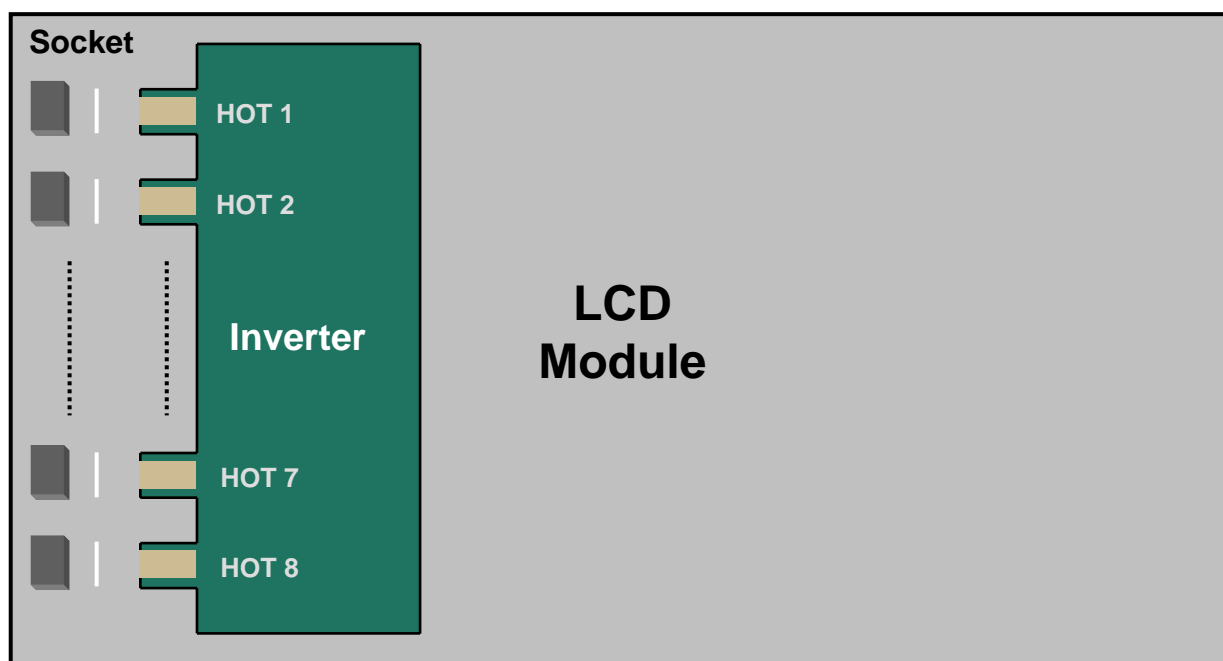 Socket
HOT 1
HOT 2
Inverter
LCD
Module
HOT 7
HOT 8